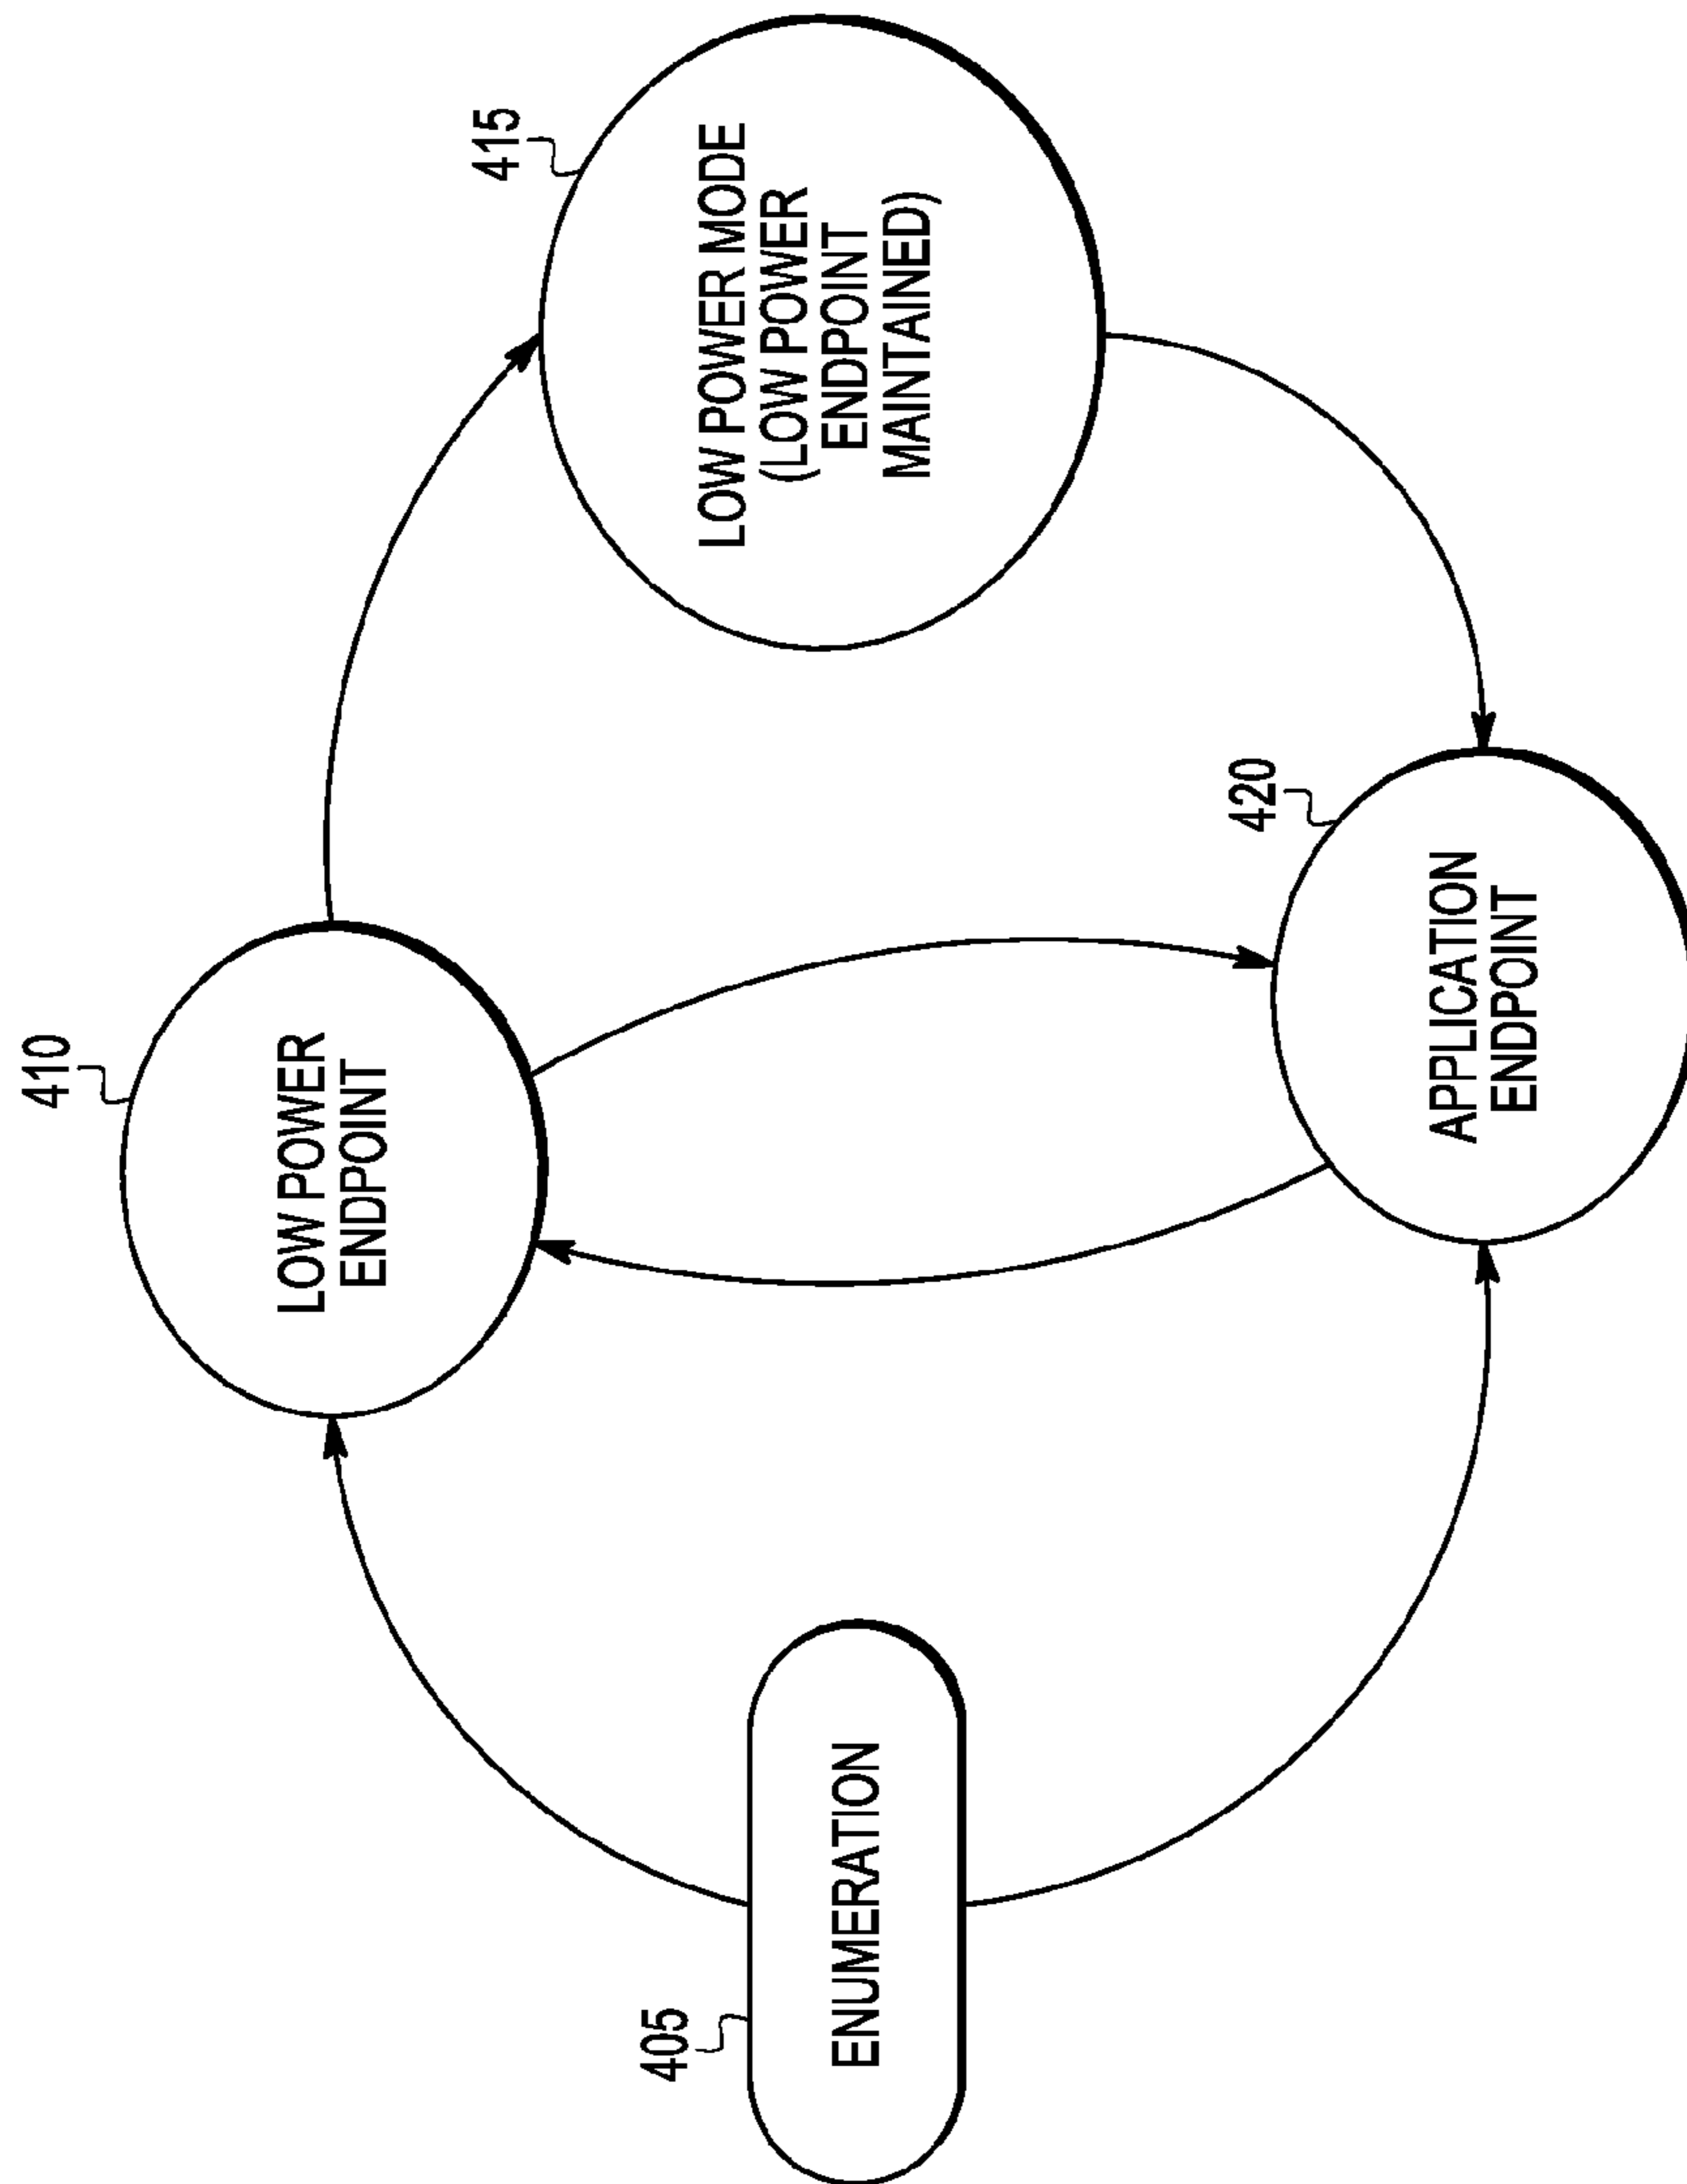 410
LOW POWER
ENDPOINT
415
LOW POWER MODE
(LOW POWER
ENDPOINT
MAINTAINED)
405
ENUMERATION
420
APPLICATION
ENDPOINT